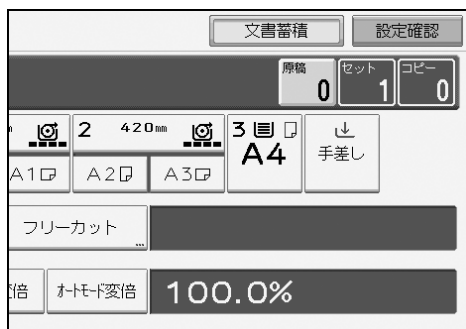 文書蓄積 設定確認
原稿 0 セット 1 コピー 0
2 420mm 3 A4 手差し
A1 A2 A3
フリーカット ...
倍 オートモード変倍 100.0%